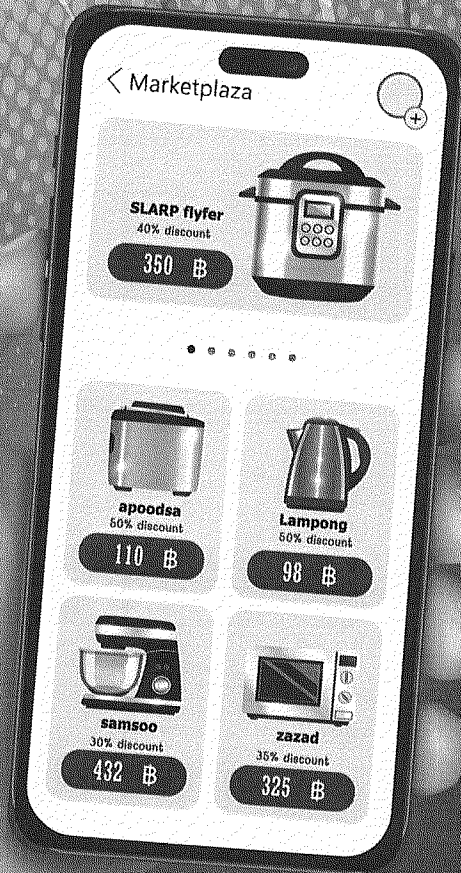 < Marketplaza
SLARP flyfer
40% discount
350 ฿
apoodsa
50% discount
110 ฿
Lampong
50% discount
98 ฿
samsoo
30% discount
432 ฿
zazad
35% discount
325 ฿